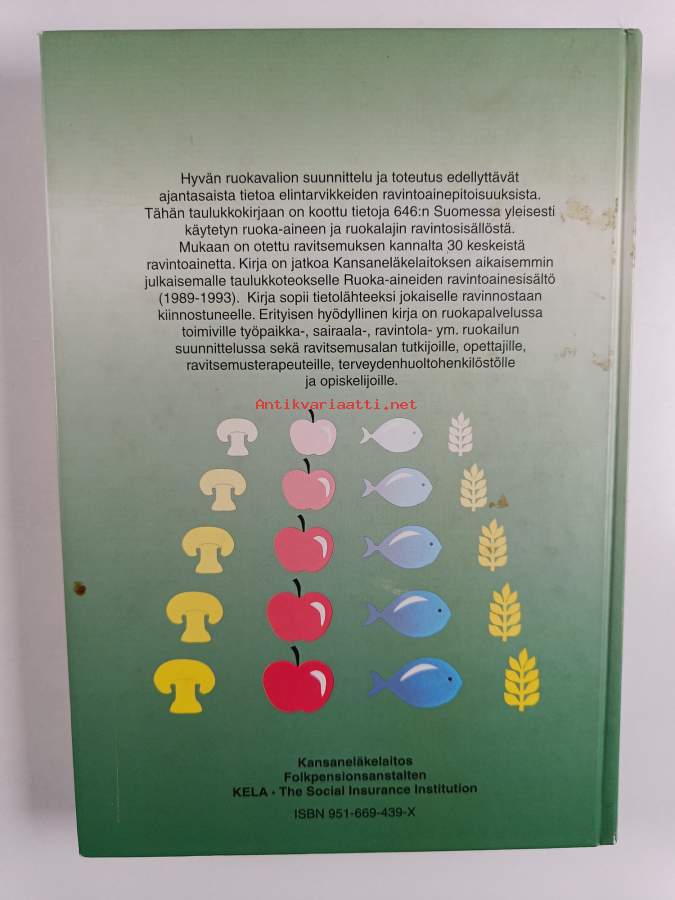 Hyvän ruokavalion suunnittelu ja toteutus edellyttävät
ajantasaista tietoa elintarvikkeiden ravintoainepitoisuuksista.
Tähän taulukkokirjaan on koottu tietoja 646:n Suomessa yleisesti
käytetyn ruoka-aineen ja ruokalajin ravintosisällöstä.
Mukaan on otettu ravitsemuksen kannalta 30 keskeistä
ravintoainetta. Kirja on jatkoa Kansaneläkelaitoksen aikaisemmin
julkaisemalle taulukkoteokselle Ruoka-aineiden ravintoainesisältö
(1989-1993). Kirja sopii tietolähteeksi jokaiselle ravinnostaan
kiinnostuneelle. Erityisen hyödyllinen kirja on ruokapalvelussa
toimiville työpaikka-, sairaala-, ravintola- ym. ruokailun
suunnittelussa sekä ravitsemusalan tutkijoille, opettajille,
ravitsemusterapeuteille, terveydenhuoltohenkilöstölle
ja opiskelijoille.
Antikvariaatti.net
Kansaneläkelaitos
Folkpensionsanstalten
KELA • The Social Insurance Institution
ISBN 951-669-439-X